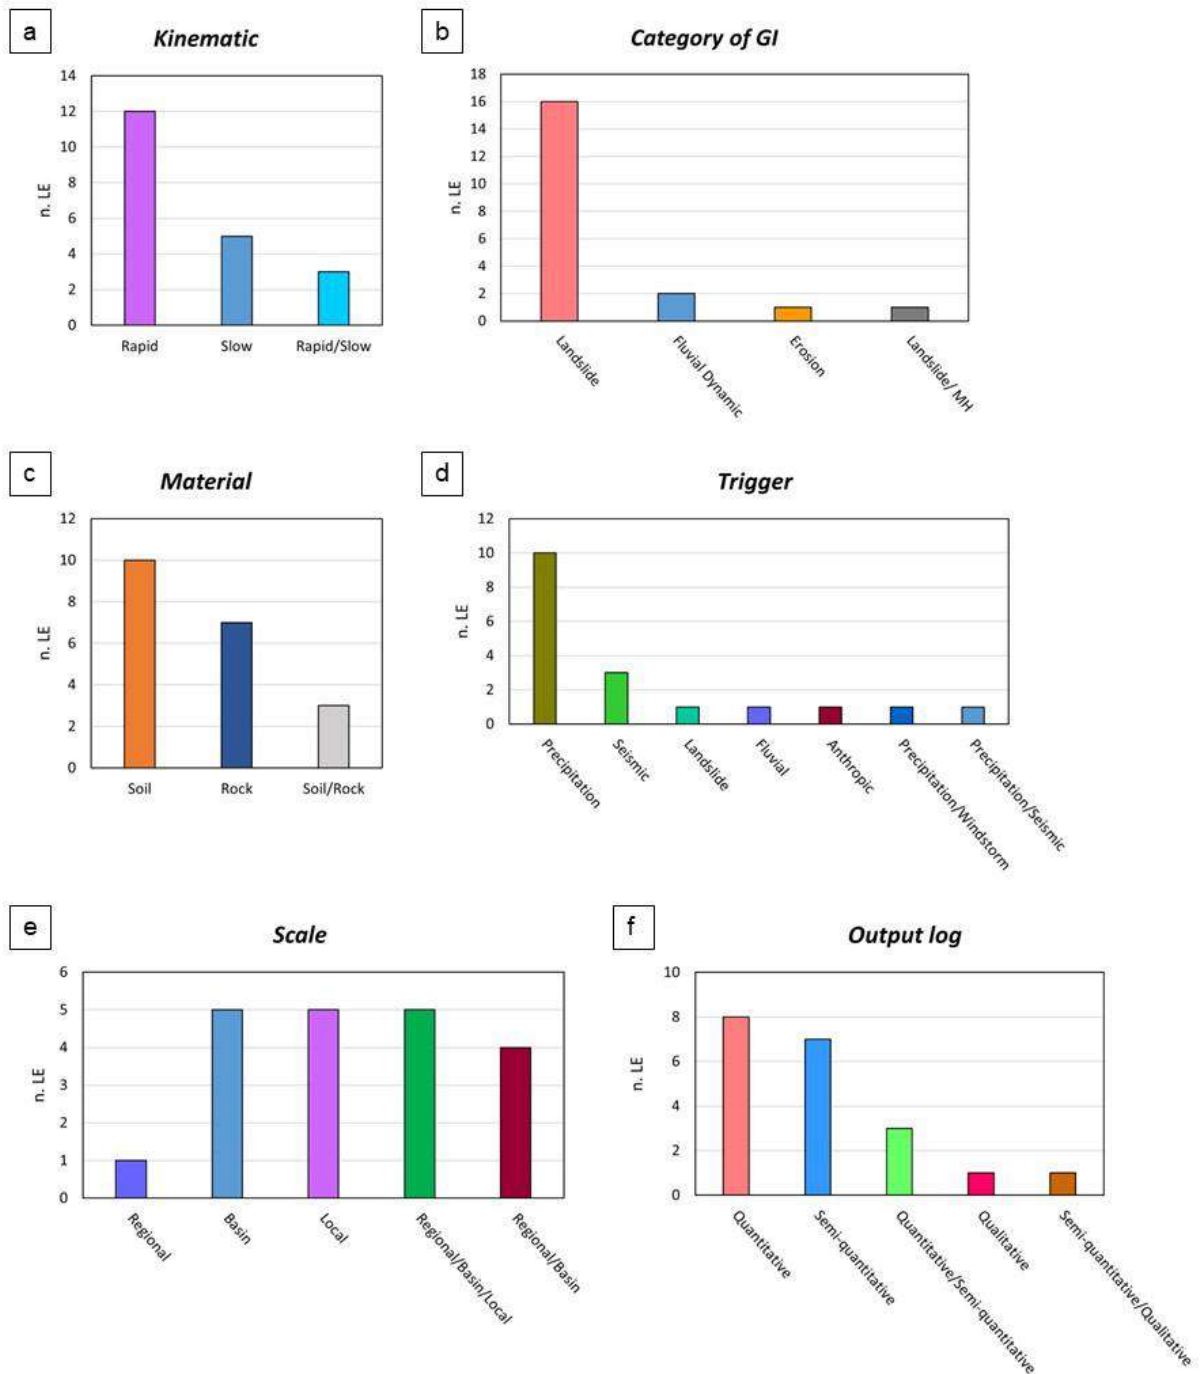 a
Kinematic
n. LE
14
12
10
8
6
4
2
0
Rapid
Slow
Rapid/Slow
b
Category of GI
n. LE
18
16
14
12
10
8
6
4
2
0
Landslide
Fluvial Dynamic
Erosion
Landslide/ MH
c
Material
n. LE
12
10
8
6
4
2
0
Soil
Rock
Soil/Rock
d
Trigger
n. LE
12
10
8
6
4
2
0
Precipitation
Seismic
Landslide
Fluvial
Anthropic
Precipitation/Windstorm
Precipitation/Seismic
e
Scale
n. LE
6
5
4
3
2
1
0
Regional
Basin
Local
Regional/Basin/Local
Regional/Basin
f
Output log
n. LE
10
8
6
4
2
0
Quantitative
Semi-quantitative
Quantitative/Semi-quantitative
Qualitative
Semi-quantitative/Qualitative